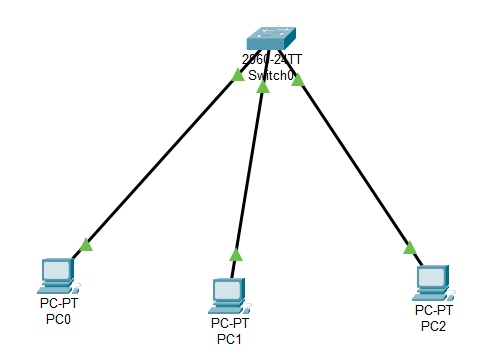 2960-24TT
Switch0
PC-PT
PC0
PC-PT
PC1
PC-PT
PC2